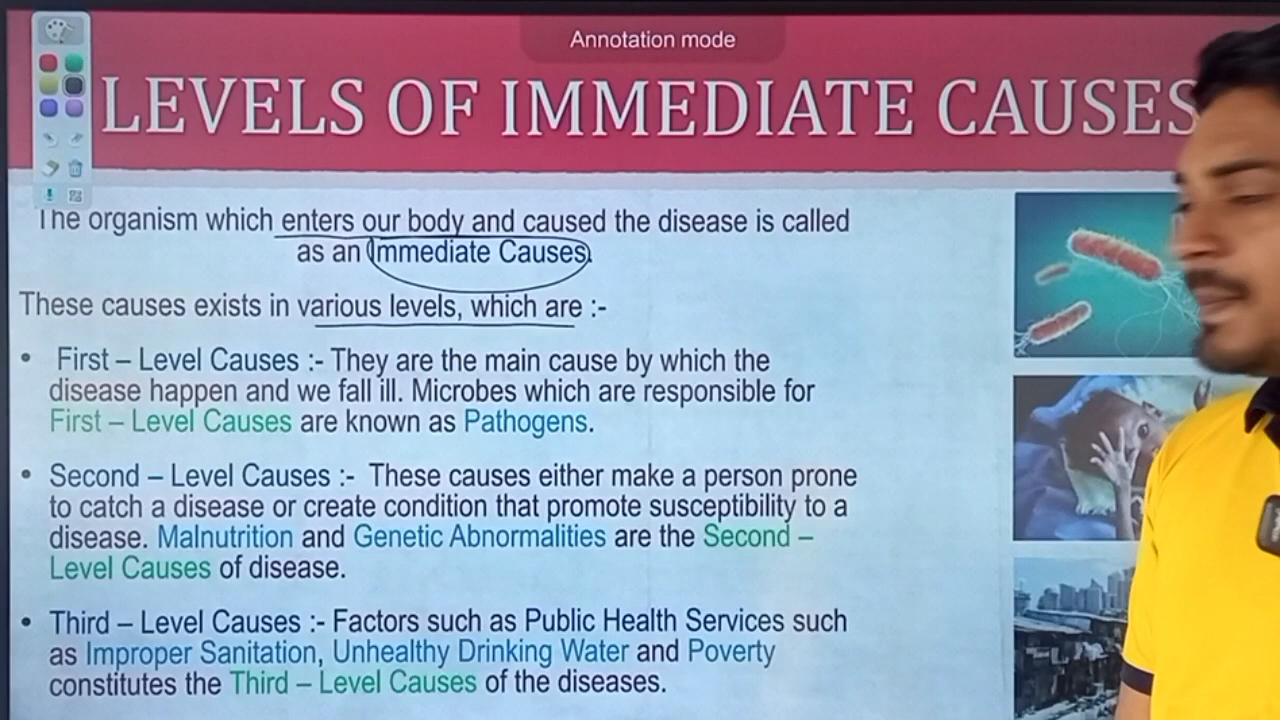 Annotation mode
LEVELS OF IMMEDIATE CAUSES
The organism which enters our body and caused the disease is called
as an Immediate Causes.
These causes exists in various levels, which are :-
• First – Level Causes :- They are the main cause by which the
disease happen and we fall ill. Microbes which are responsible for
First – Level Causes are known as Pathogens.
• Second – Level Causes :- These causes either make a person prone
to catch a disease or create condition that promote susceptibility to a
disease. Malnutrition and Genetic Abnormalities are the Second –
Level Causes of disease.
• Third – Level Causes :- Factors such as Public Health Services such
as Improper Sanitation, Unhealthy Drinking Water and Poverty
constitutes the Third – Level Causes of the diseases.